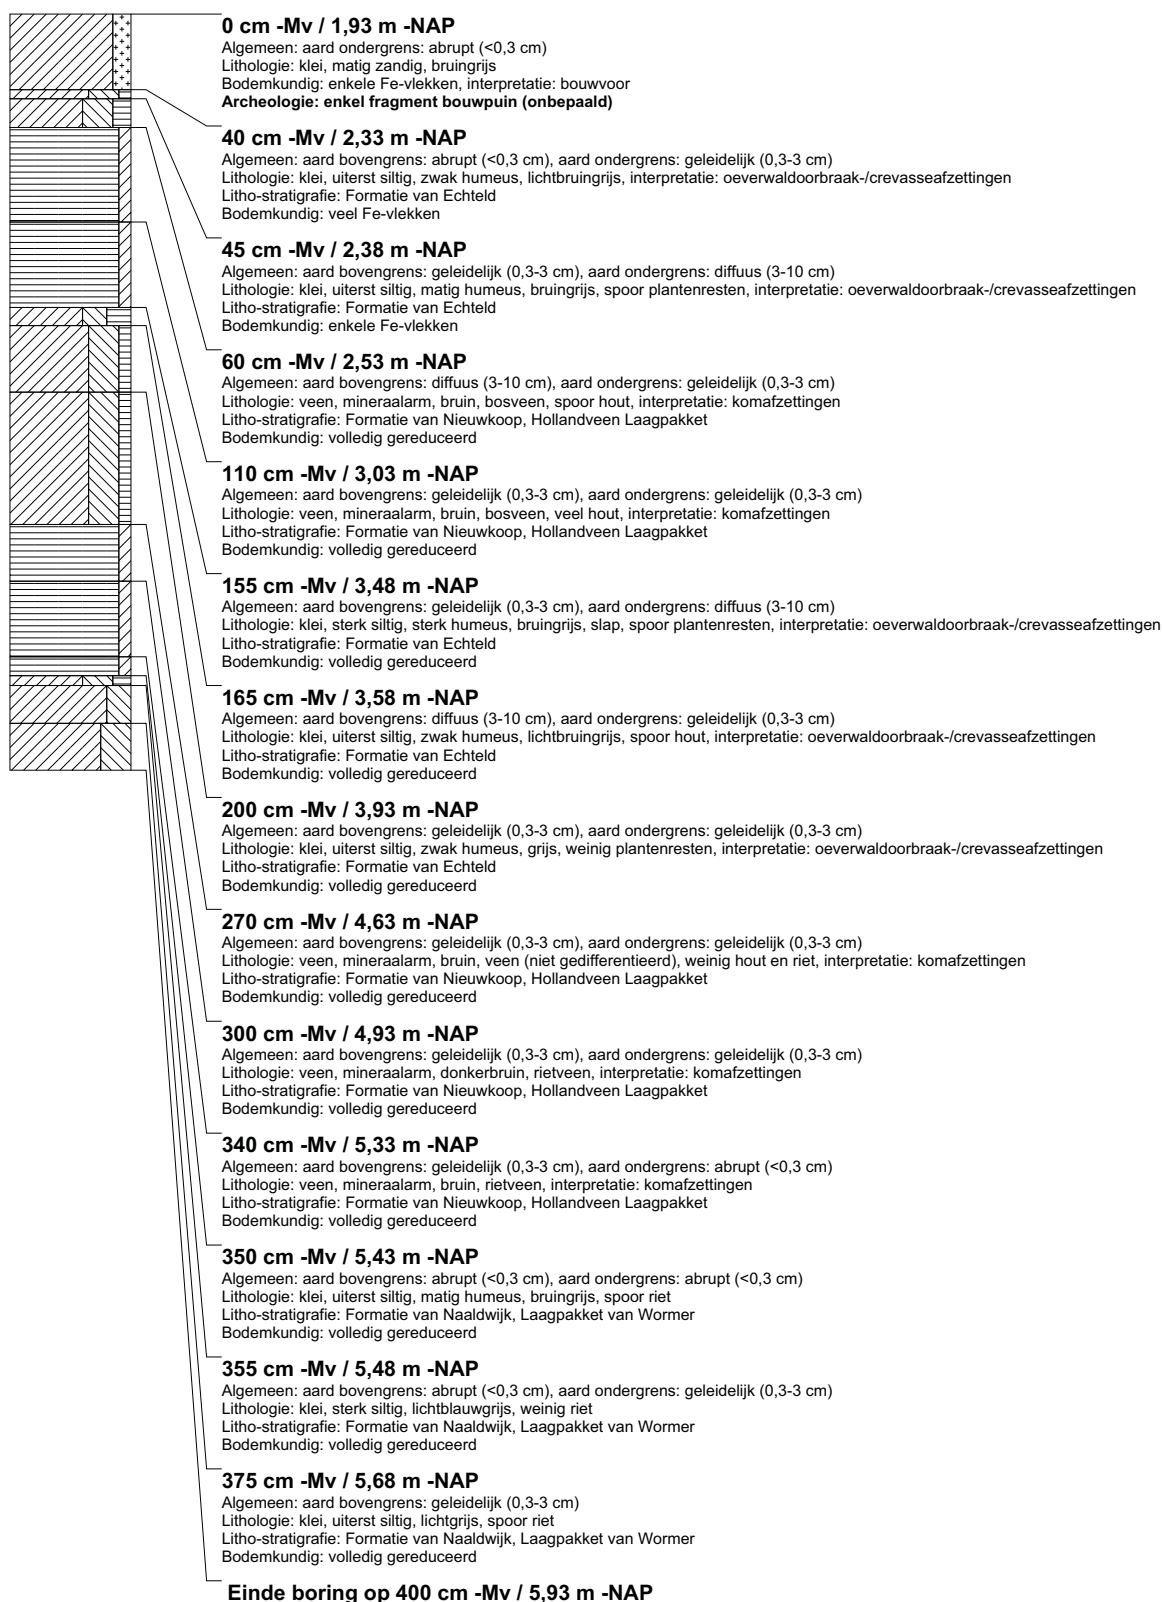 0 cm -Mv / 1,93 m -NAP
Algemeen: aard ondergrens: abrupt (<0,3 cm)
Lithologie: klei, matig zandig, bruingrijs
Bodemkundig: enkele Fe-vlekken, interpretatie: bouwvoor
Archeologie: enkel fragment bouwpuin (onbepaald)
40 cm -Mv / 2,33 m -NAP
Algemeen: aard bovengrens: abrupt (<0,3 cm), aard ondergrens: geleidelijk (0,3-3 cm)
Lithologie: klei, uiterst siltig, zwak humeus, lichtbruingrijs, interpretatie: oeverwaldoorbraak-/crevasseafzettingen
Litho-stratigrafie: Formatie van Echteld
Bodemkundig: veel Fe-vlekken
45 cm -Mv / 2,38 m -NAP
Algemeen: aard bovengrens: geleidelijk (0,3-3 cm), aard ondergrens: diffuus (3-10 cm)
Lithologie: klei, uiterst siltig, matig humeus, bruingrijs, spoor plantenresten, interpretatie: oeverwaldoorbraak-/crevasseafzettingen
Litho-stratigrafie: Formatie van Echteld
Bodemkundig: enkele Fe-vlekken
60 cm -Mv / 2,53 m -NAP
Algemeen: aard bovengrens: diffuus (3-10 cm), aard ondergrens: geleidelijk (0,3-3 cm)
Lithologie: veen, mineraalarm, bruin, bosveen, spoor hout, interpretatie: komafzettingen
Litho-stratigrafie: Formatie van Nieuwkoop, Hollandveen Laagpakket
Bodemkundig: volledig gereduceerd
110 cm -Mv / 3,03 m -NAP
Algemeen: aard bovengrens: geleidelijk (0,3-3 cm), aard ondergrens: geleidelijk (0,3-3 cm)
Lithologie: veen, mineraalarm, bruin, bosveen, veel hout, interpretatie: komafzettingen
Litho-stratigrafie: Formatie van Nieuwkoop, Hollandveen Laagpakket
Bodemkundig: volledig gereduceerd
155 cm -Mv / 3,48 m -NAP
Algemeen: aard bovengrens: geleidelijk (0,3-3 cm), aard ondergrens: diffuus (3-10 cm)
Lithologie: klei, sterk siltig, sterk humeus, bruingrijs, slap, spoor plantenresten, interpretatie: oeverwaldoorbraak-/crevasseafzettingen
Litho-stratigrafie: Formatie van Echteld
Bodemkundig: volledig gereduceerd
165 cm -Mv / 3,58 m -NAP
Algemeen: aard bovengrens: diffuus (3-10 cm), aard ondergrens: geleidelijk (0,3-3 cm)
Lithologie: klei, uiterst siltig, zwak humeus, lichtbruingrijs, spoor hout, interpretatie: oeverwaldoorbraak-/crevasseafzettingen
Litho-stratigrafie: Formatie van Echteld
Bodemkundig: volledig gereduceerd
200 cm -Mv / 3,93 m -NAP
Algemeen: aard bovengrens: geleidelijk (0,3-3 cm), aard ondergrens: geleidelijk (0,3-3 cm)
Lithologie: klei, uiterst siltig, zwak humeus, grijs, weinig plantenresten, interpretatie: oeverwaldoorbraak-/crevasseafzettingen
Litho-stratigrafie: Formatie van Echteld
Bodemkundig: volledig gereduceerd
270 cm -Mv / 4,63 m -NAP
Algemeen: aard bovengrens: geleidelijk (0,3-3 cm), aard ondergrens: geleidelijk (0,3-3 cm)
Lithologie: veen, mineraalarm, bruin, veen (niet gedifferentieerd), weinig hout en riet, interpretatie: komafzettingen
Litho-stratigrafie: Formatie van Nieuwkoop, Hollandveen Laagpakket
Bodemkundig: volledig gereduceerd
300 cm -Mv / 4,93 m -NAP
Algemeen: aard bovengrens: geleidelijk (0,3-3 cm), aard ondergrens: geleidelijk (0,3-3 cm)
Lithologie: veen, mineraalarm, donkerbruin, rietveen, interpretatie: komafzettingen
Litho-stratigrafie: Formatie van Nieuwkoop, Hollandveen Laagpakket
Bodemkundig: volledig gereduceerd
340 cm -Mv / 5,33 m -NAP
Algemeen: aard bovengrens: geleidelijk (0,3-3 cm), aard ondergrens: abrupt (<0,3 cm)
Lithologie: veen, mineraalarm, bruin, rietveen, interpretatie: komafzettingen
Litho-stratigrafie: Formatie van Nieuwkoop, Hollandveen Laagpakket
Bodemkundig: volledig gereduceerd
350 cm -Mv / 5,43 m -NAP
Algemeen: aard bovengrens: abrupt (<0,3 cm), aard ondergrens: abrupt (<0,3 cm)
Lithologie: klei, uiterst siltig, matig humeus, bruingrijs, spoor riet
Litho-stratigrafie: Formatie van Naaldwijk, Laagpakket van Wormer
Bodemkundig: volledig gereduceerd
355 cm -Mv / 5,48 m -NAP
Algemeen: aard bovengrens: abrupt (<0,3 cm), aard ondergrens: geleidelijk (0,3-3 cm)
Lithologie: klei, sterk siltig, lichtblauwgrijs, weinig riet
Litho-stratigrafie: Formatie van Naaldwijk, Laagpakket van Wormer
Bodemkundig: volledig gereduceerd
375 cm -Mv / 5,68 m -NAP
Algemeen: aard bovengrens: geleidelijk (0,3-3 cm)
Lithologie: klei, uiterst siltig, lichtgrijs, spoor riet
Litho-stratigrafie: Formatie van Naaldwijk, Laagpakket van Wormer
Bodemkundig: volledig gereduceerd
Einde boring op 400 cm -Mv / 5,93 m -NAP